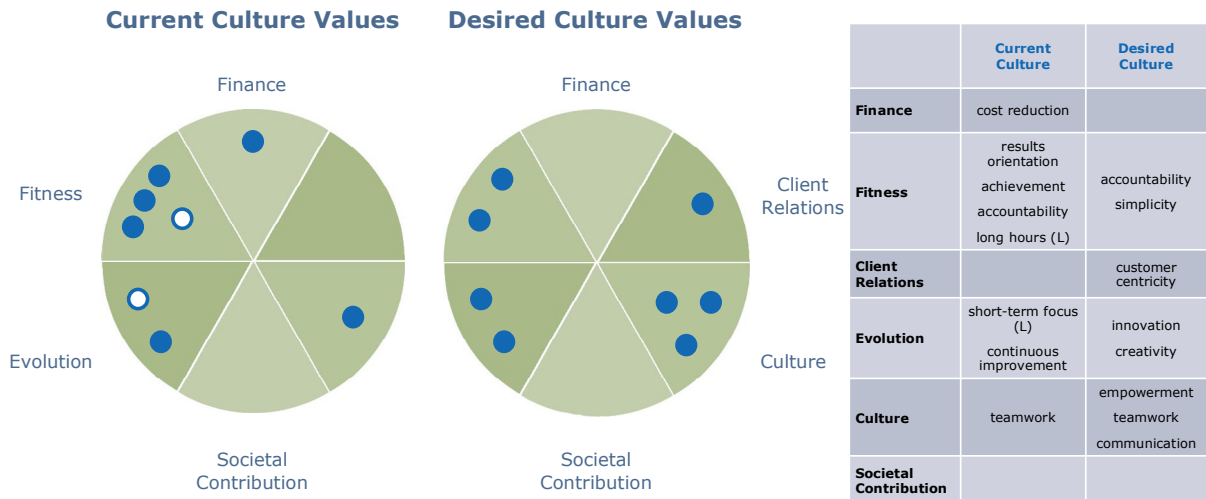 Current Culture Values
Desired Culture Values
Finance
Finance
Fitness
Client
Relations
Evolution
Culture
Societal
Contribution
Societal
Contribution
Current
Culture
Desired
Culture
Finance
cost reduction
Fitness
results
orientation
achievement
accountability
long hours (L)
accountability
simplicity
Client
Relations
customer
centricity
Evolution
short-term focus
(L)
continuous
improvement
innovation
creativity
Culture
teamwork
empowerment
teamwork
communication
Societal
Contribution